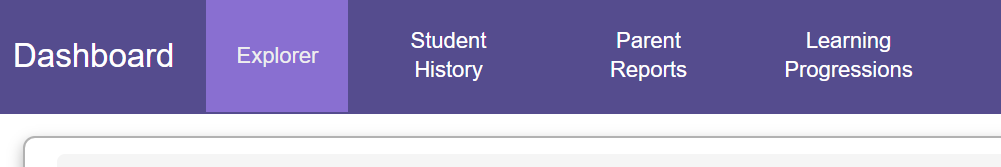 Dashboard
Explorer
Student
History
Parent
Reports
Learning
Progressions